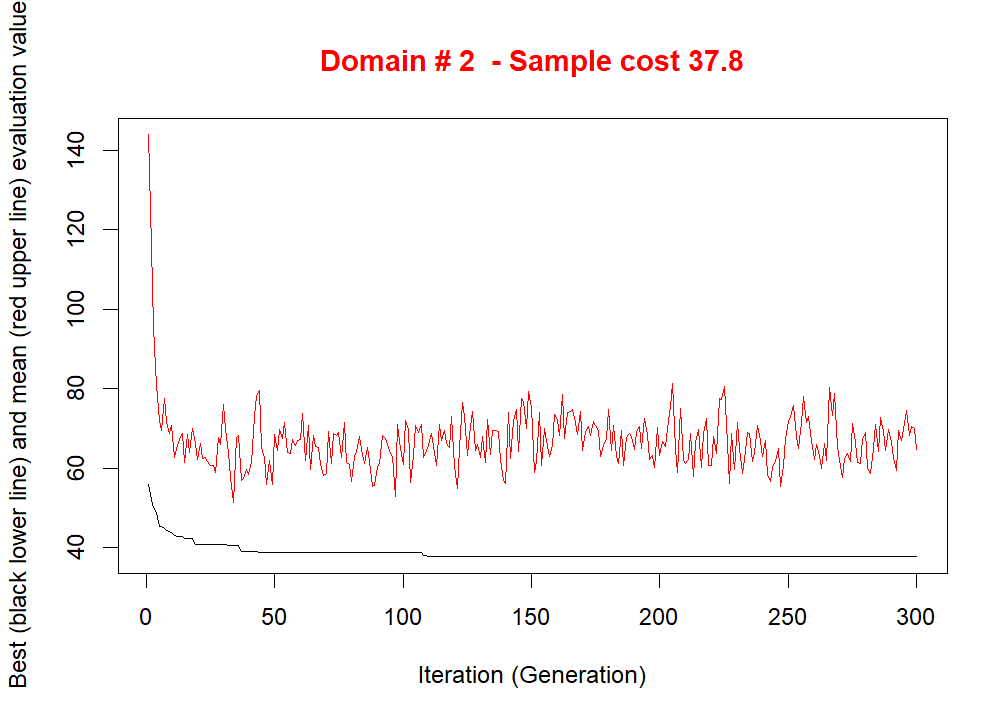 Domain # 2  - Sample cost 37.8
Best (black lower line) and mean (red upper line) evaluation value
140
120
100
80
60
40
0 50 100 150 200 250 300
Iteration (Generation)